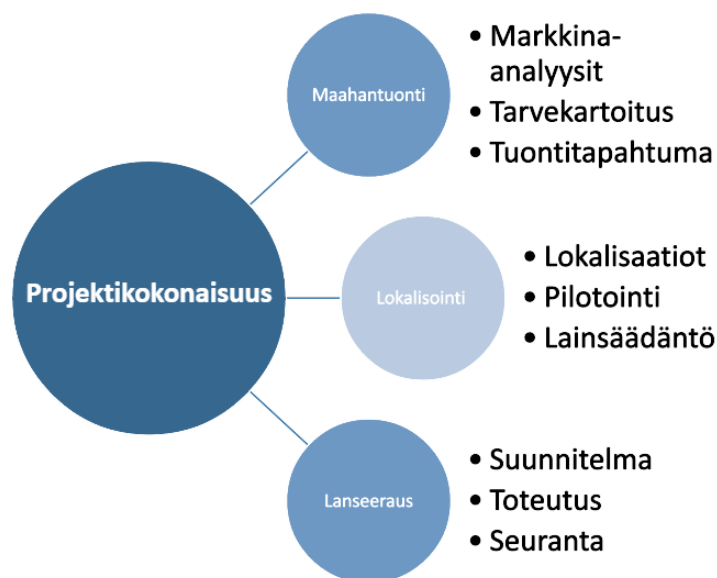 Projektikokonaisuus
Maahantuonti
• Markkina-
analyysit
• Tarvekartoitus
• Tuontitapahtuma
Lokalisointi
• Lokalisaatiot
• Pilotointi
• Lainsäädäntö
Lanseeraus
• Suunnitelma
• Toteutus
• Seuranta